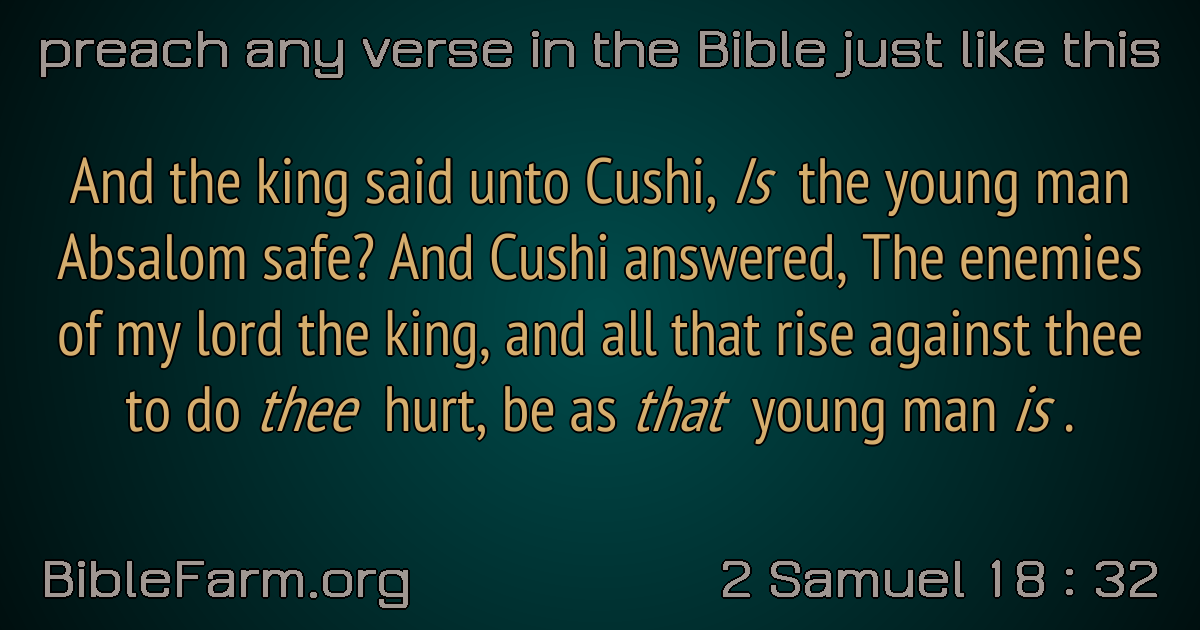 preach any verse in the Bible just like this
And the king said unto Cushi, Is the young man
Absalom safe? And Cushi answered, The enemies
of my lord the king, and all that rise against thee
to do thee hurt, be as that young man is .
BibleFarm.org
2 Samuel 18 : 32